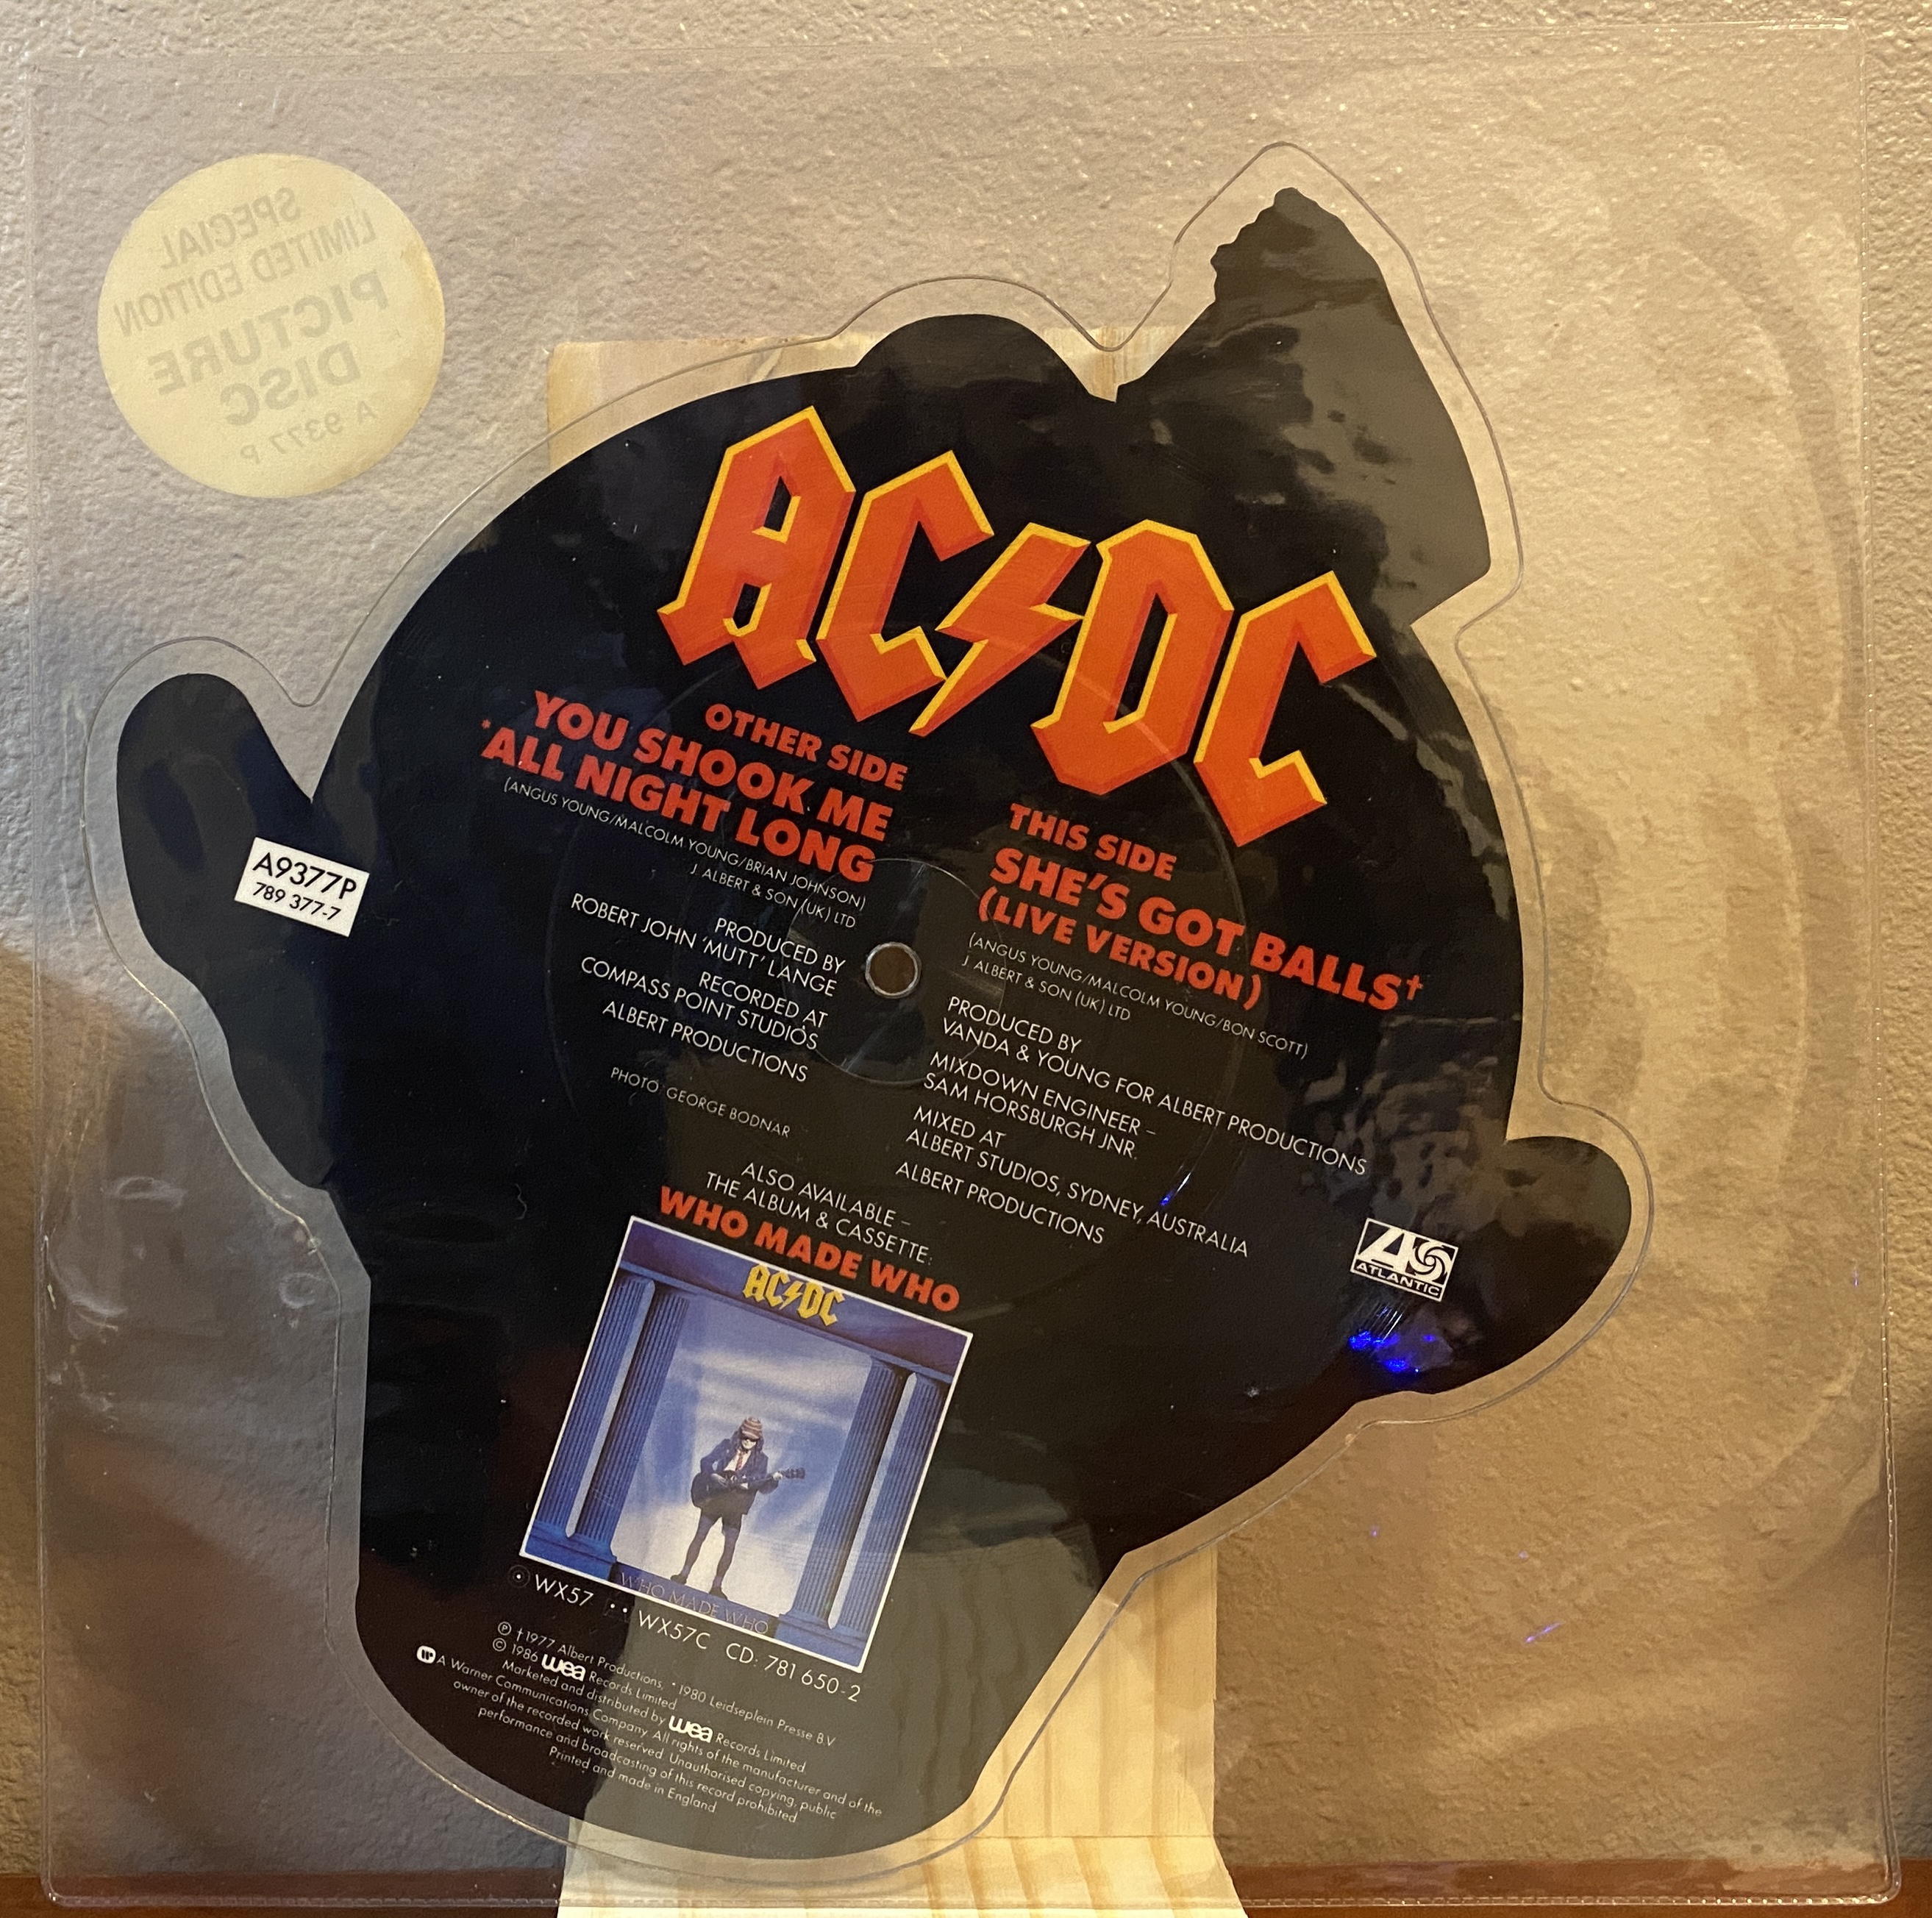 SPECIAL
LIMITED EDITION
PICTURE
DISC
A 9377 P
AC⚡DC
OTHER SIDE
YOU SHOOK ME
*ALL NIGHT LONG
(ANGUS YOUNG/MALCOLM YOUNG/BRIAN JOHNSON)
J. ALBERT & SON (UK) LTD
PRODUCED BY
ROBERT JOHN 'MUTT' LANGE
RECORDED AT
COMPASS POINT STUDIOS
ALBERT PRODUCTIONS
PHOTO: GEORGE BODNAR
A9377P
789 377-7
THIS SIDE
SHE'S GOT BALLS†
(LIVE VERSION)
(ANGUS YOUNG/MALCOLM YOUNG/BON SCOTT)
J. ALBERT & SON (UK) LTD
PRODUCED BY
VANDA & YOUNG FOR ALBERT PRODUCTIONS
MIXDOWN ENGINEER –
SAM HORSBURGH JNR.
MIXED AT
ALBERT STUDIOS, SYDNEY, AUSTRALIA
ALBERT PRODUCTIONS
ATLANTIC
ALSO AVAILABLE –
THE ALBUM & CASSETTE:
WHO MADE WHO
AC⚡DC
WHO MADE WHO
WX57 WX57C CD: 781 650-2
℗ †1977 Albert Productions, *1980 Leidseplein Presse B.V.
© 1986 wea Records Limited
Marketed and distributed by wea Records Limited
A Warner Communications Company. All rights of the manufacturer and of the
owner of the recorded work reserved. Unauthorised copying, public
performance and broadcasting of this record prohibited.
Printed and made in England